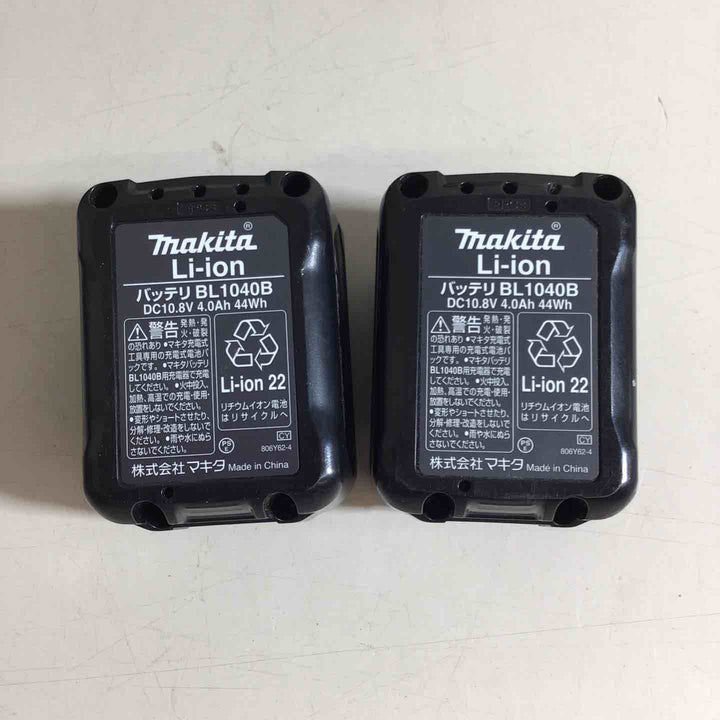 makita®
Li-ion
バッテリ BL1040B
DC10.8V 4.0Ah 44Wh
警告 発熱・発火・破裂
の恐れあり ●マキタ充電式
工具専用の充電式電池パッ
クです。●マキタバッテリ
BL1040B用充電器で充電
してください。●火中投入、
加熱、高温での充電・使用・
放置をしないでください。
●変形やショートさせたり、
分解・修理・改造をしないで
ください。●雨や水にぬら
さないでください。
Li-ion 22
リチウムイオン電池
はリサイクルへ
PS
E
CY
806Y62-4
株式会社 マキタ Made in China
makita®
Li-ion
バッテリ BL1040B
DC10.8V 4.0Ah 44Wh
警告 発熱・発火・破裂
の恐れあり ●マキタ充電式
工具専用の充電式電池パッ
クです。●マキタバッテリ
BL1040B用充電器で充電
してください。●火中投入、
加熱、高温での充電・使用・
放置をしないでください。
●変形やショートさせたり、
分解・修理・改造をしないで
ください。●雨や水にぬら
さないでください。
Li-ion 22
リチウムイオン電池
はリサイクルへ
PS
E
CY
806Y62-4
株式会社 マキタ Made in China